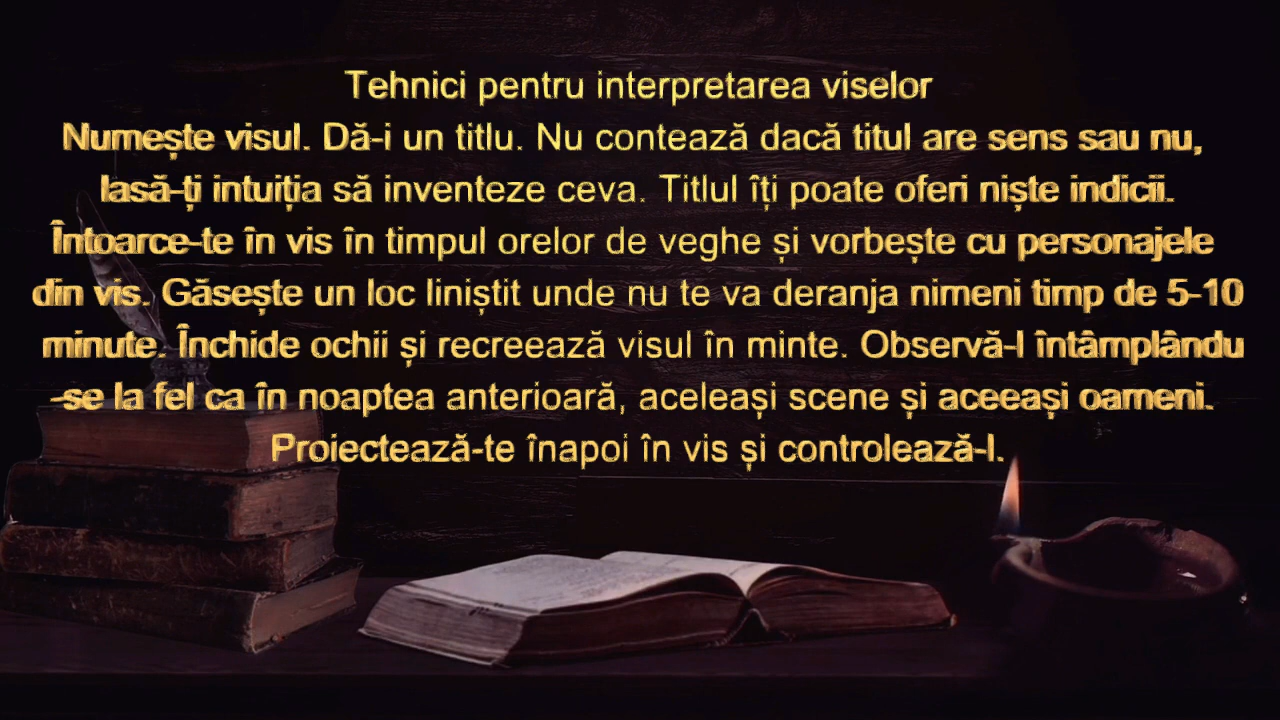 Tehnici pentru interpretarea viselor
Numește visul. Dă-i un titlu. Nu contează dacă titul are sens sau nu,
lasă-ți intuiția să inventeze ceva. Titlul îți poate oferi niște indicii.
Întoarce-te în vis în timpul orelor de veghe și vorbește cu personajele
din vis. Găsește un loc liniștit unde nu te va deranja nimeni timp de 5-10
minute. Închide ochii și recreează visul în minte. Observă-l întâmplându
-se la fel ca în noaptea anterioară, aceleași scene și aceeași oameni.
Proiectează-te înapoi în vis și controlează-l.